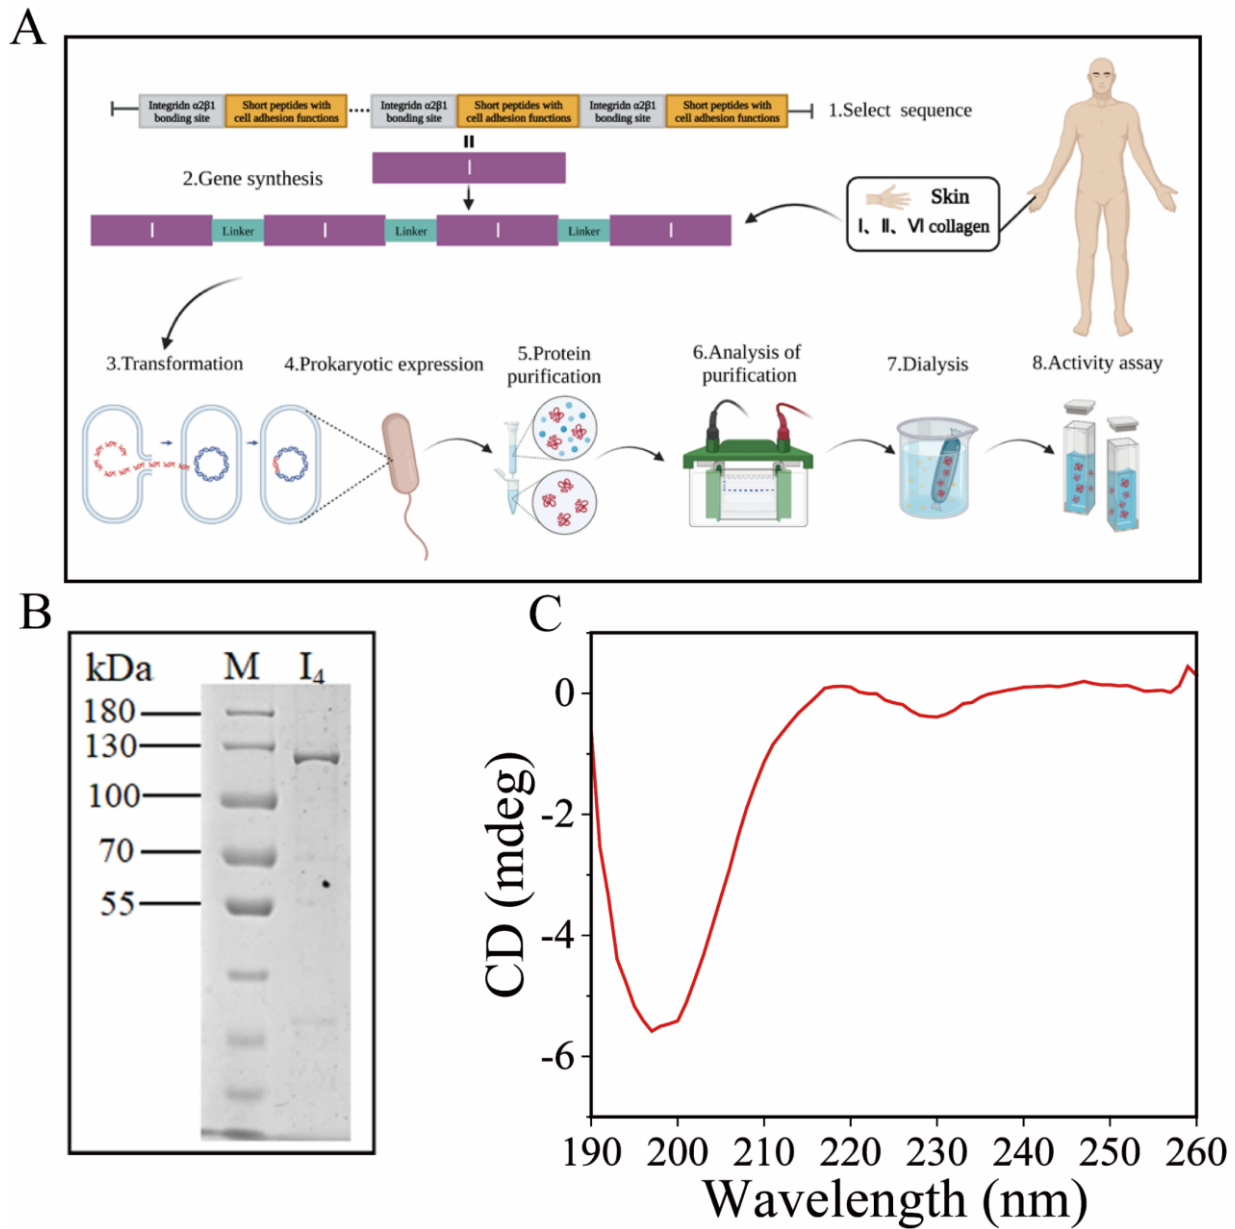 A
Integridn α2β1
bonding site
Short peptides with
cell adhesion functions
Integridn α2β1
bonding site
Short peptides with
cell adhesion functions
Integridn α2β1
bonding site
Short peptides with
cell adhesion functions
1.Select sequence
I
2.Gene synthesis
I
Linker
I
Linker
I
Linker
I
Skin
Ⅰ、Ⅱ、Ⅵ collagen
3.Transformation
4.Prokaryotic expression
5.Protein
purification
6.Analysis of
purification
7.Dialysis
8.Activity assay
B
kDa
M
I4
180
130
100
70
55
C
0
-2
-4
-6
CD (mdeg)
190
200
210
220
230
240
250
260
Wavelength (nm)